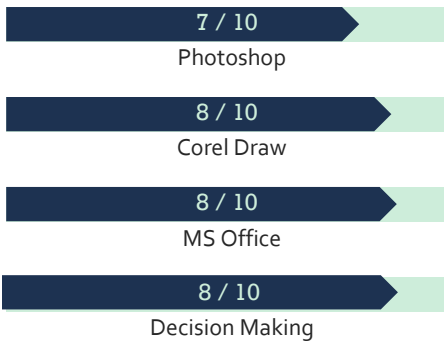 7 / 10
Photoshop
8 / 10
Corel Draw
8 / 10
MS Office
8 / 10
Decision Making